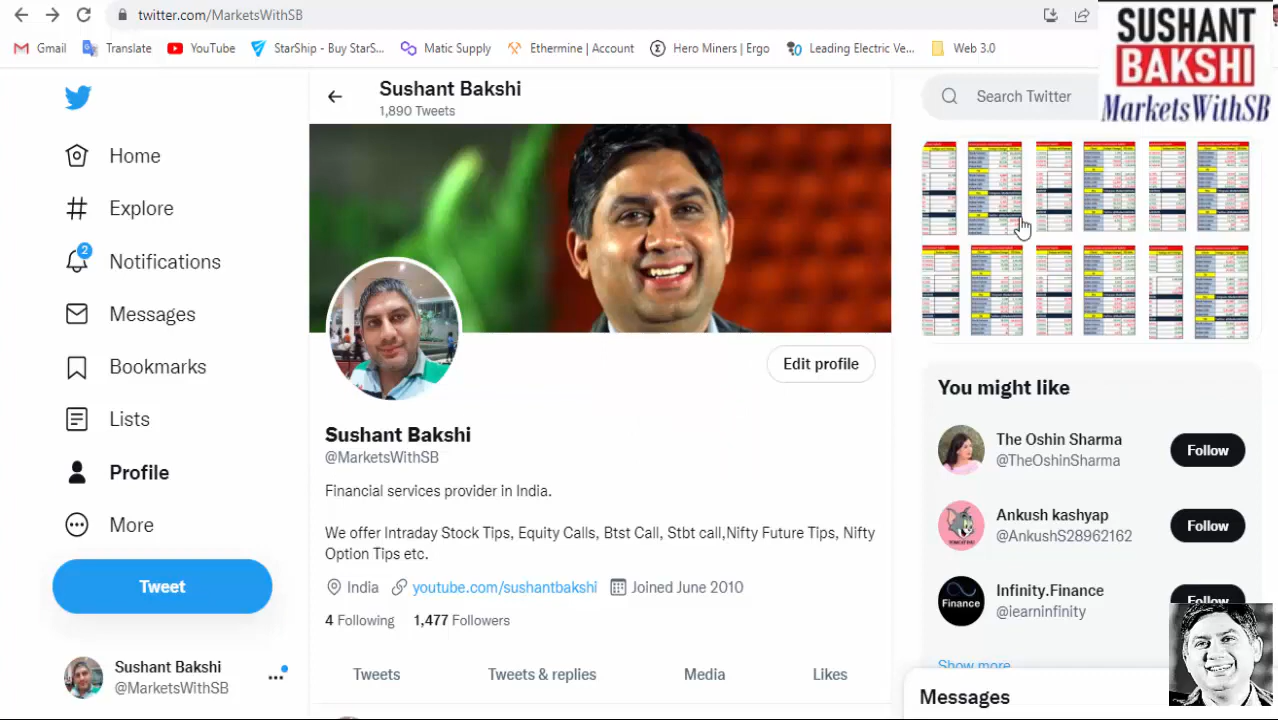 twitter.com/MarketsWithSB
Gmail
Translate
YouTube
StarShip - Buy StarS...
Matic Supply
Ethermine | Account
Hero Miners | Ergo
Leading Electric Ve...
Web 3.0
SUSHANT
BAKSHI
MarketsWithSB
Home
Explore
2
Notifications
Messages
Bookmarks
Lists
Profile
More
Tweet
Sushant Bakshi
@MarketsWithSB
Sushant Bakshi
1,890 Tweets
Edit profile
Sushant Bakshi
@MarketsWithSB
Financial services provider in India.
We offer Intraday Stock Tips, Equity Calls, Btst Call, Stbt call,Nifty Future Tips, Nifty
Option Tips etc.
India youtube.com/sushantbakshi Joined June 2010
4 Following 1,477 Followers
Tweets Tweets & replies Media Likes
Search Twitter
You might like
The Oshin Sharma
@TheOshinSharma
Follow
Ankush kashyap
@AnkushS28962162
Follow
Finance
Infinity.Finance
@iearninfinity
Follow
Show more
Messages